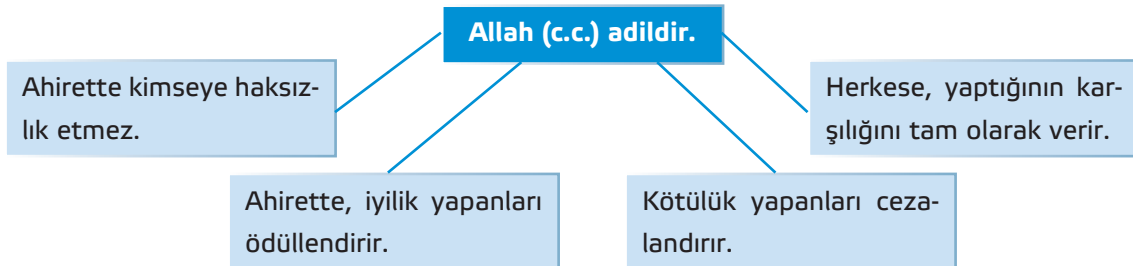 Allah (c.c.) adildir.
Ahirette kimseye haksız-
lık etmez.
Herkese, yaptığının kar-
şılığını tam olarak verir.
Ahirette, iyilik yapanları
ödüllendirir.
Kötülük yapanları ceza-
landırır.